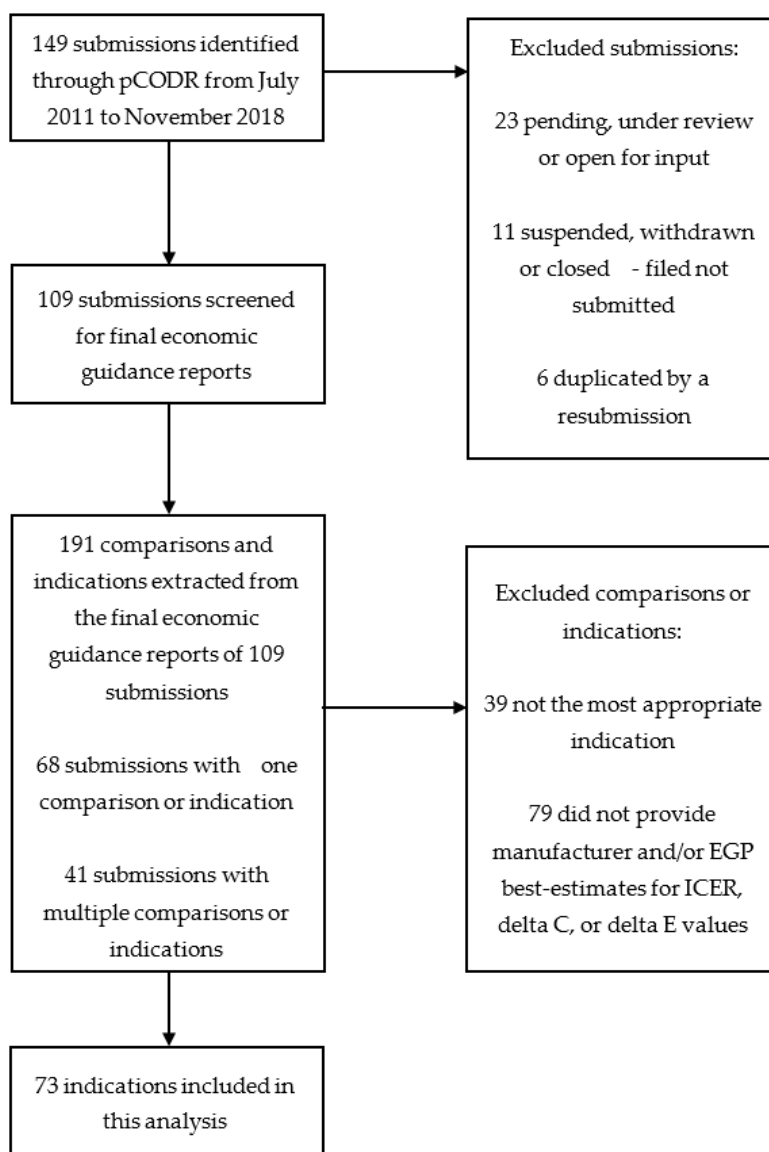 149 submissions identified
through pCODR from July
2011 to November 2018
Excluded submissions:
23 pending, under review
or open for input
11 suspended, withdrawn
or closed - filed not
submitted
6 duplicated by a
resubmission
109 submissions screened
for final economic
guidance reports
191 comparisons and
indications extracted from
the final economic
guidance reports of 109
submissions
68 submissions with one
comparison or indication
41 submissions with
multiple comparisons or
indications
Excluded comparisons or
indications:
39 not the most appropriate
indication
79 did not provide
manufacturer and/or EGP
best-estimates for ICER,
delta C, or delta E values
73 indications included in
this analysis